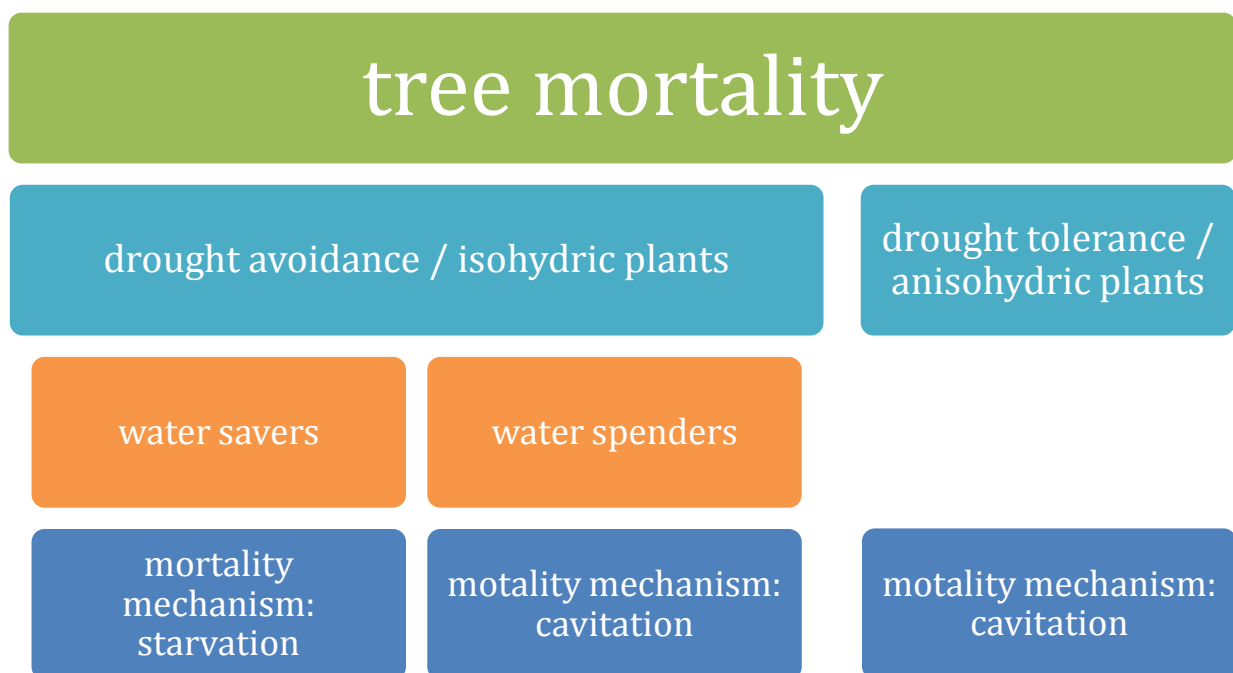 tree mortality
drought avoidance / isohydric plants
drought tolerance /
anisohydric plants
water savers
water spenders
mortality
mechanism:
starvation
motality mechanism:
cavitation
motality mechanism:
cavitation